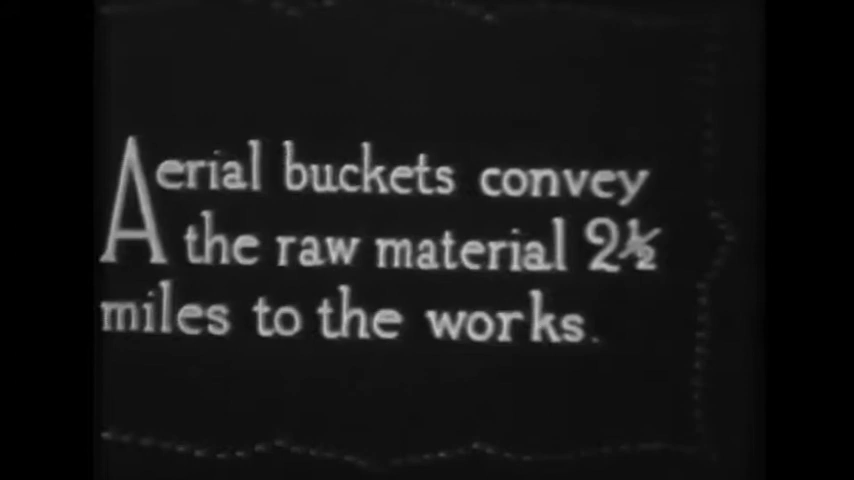 Aerial buckets convey
the raw material 2½
miles to the works.